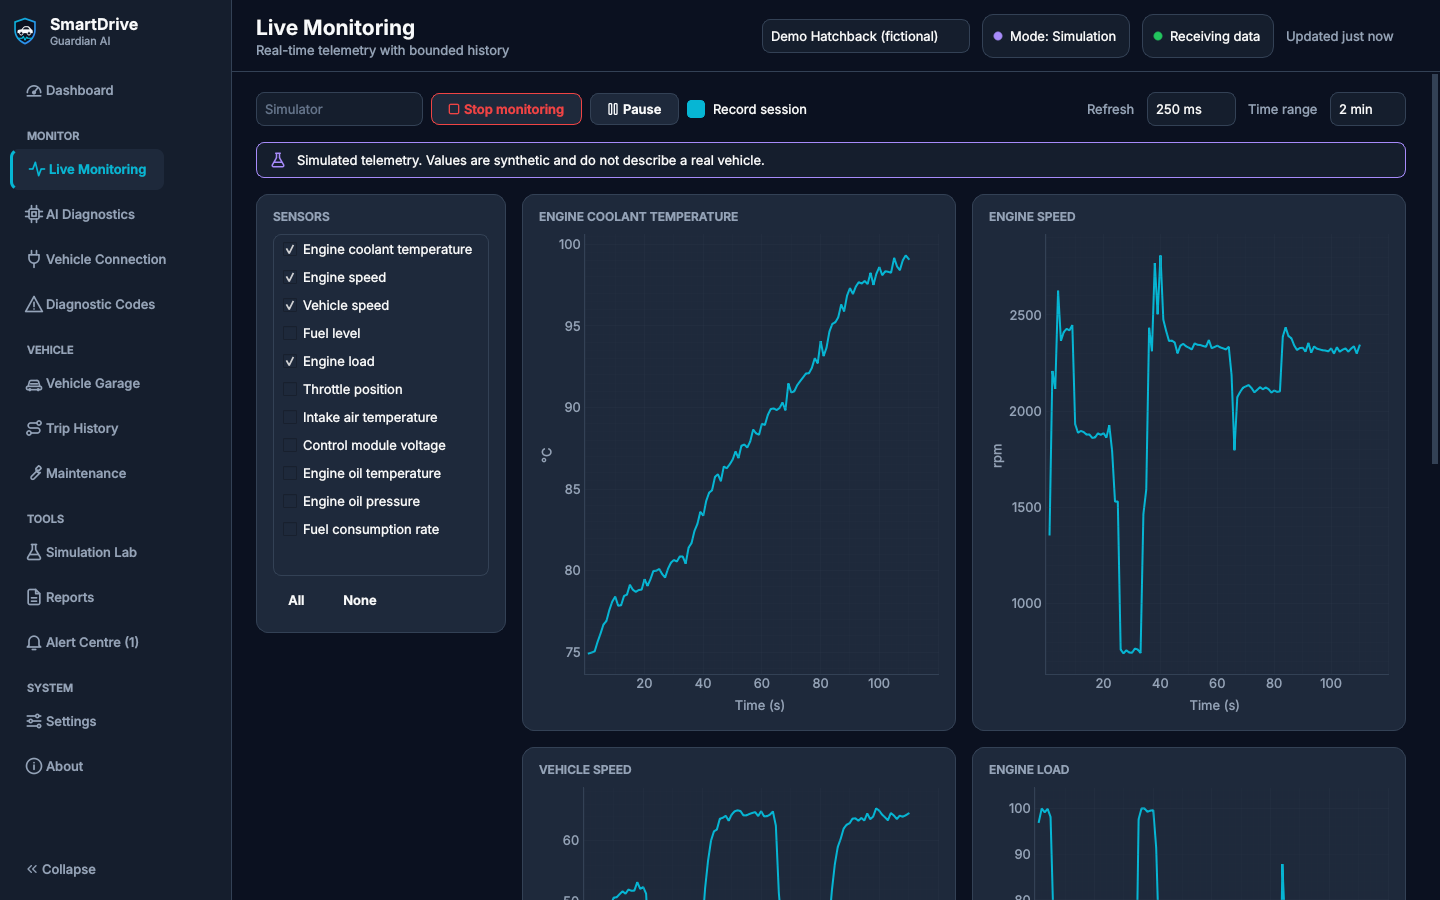 SmartDrive
Guardian AI
Dashboard
MONITOR
Live Monitoring
AI Diagnostics
Vehicle Connection
Diagnostic Codes
VEHICLE
Vehicle Garage
Trip History
Maintenance
TOOLS
Simulation Lab
Reports
Alert Centre (1)
SYSTEM
Settings
About
Collapse
Live Monitoring
Real-time telemetry with bounded history
Demo Hatchback (fictional)
Mode: Simulation
Receiving data
Updated just now
Simulator
Stop monitoring
Pause
Record session
Refresh
250 ms
Time range
2 min
Simulated telemetry. Values are synthetic and do not describe a real vehicle.
SENSORS
Engine coolant temperature
Engine speed
Vehicle speed
Fuel level
Engine load
Throttle position
Intake air temperature
Control module voltage
Engine oil temperature
Engine oil pressure
Fuel consumption rate
All
None
ENGINE COOLANT TEMPERATURE
100
95
90
85
80
75
°C
20 40 60 80 100
Time (s)
ENGINE SPEED
2500
2000
1500
1000
rpm
20 40 60 80 100
Time (s)
VEHICLE SPEED
60
50
ENGINE LOAD
100
90
80